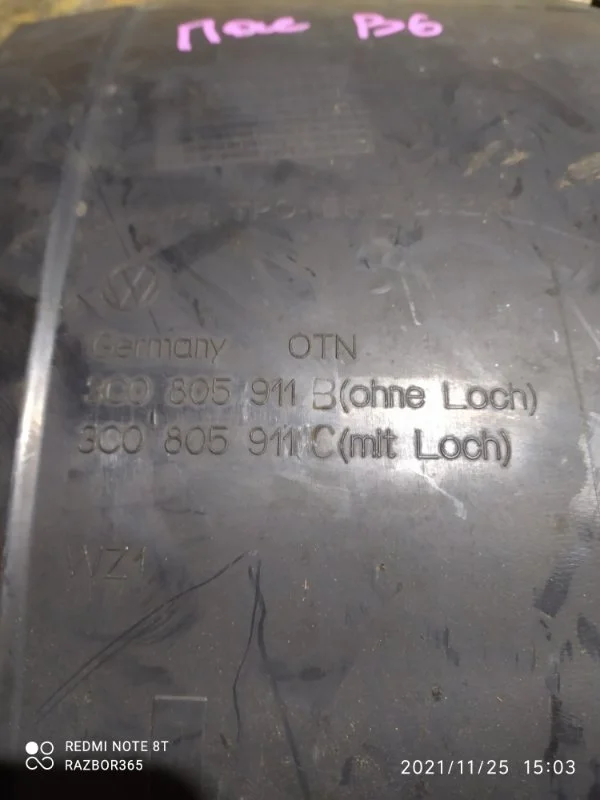 Пас B6
Germany OTN
3C0 805 911 B (ohne Loch)
3C0 805 911 C (mit Loch)
WZ1
REDMI NOTE 8T
RAZBOR365
2021/11/25 15:03